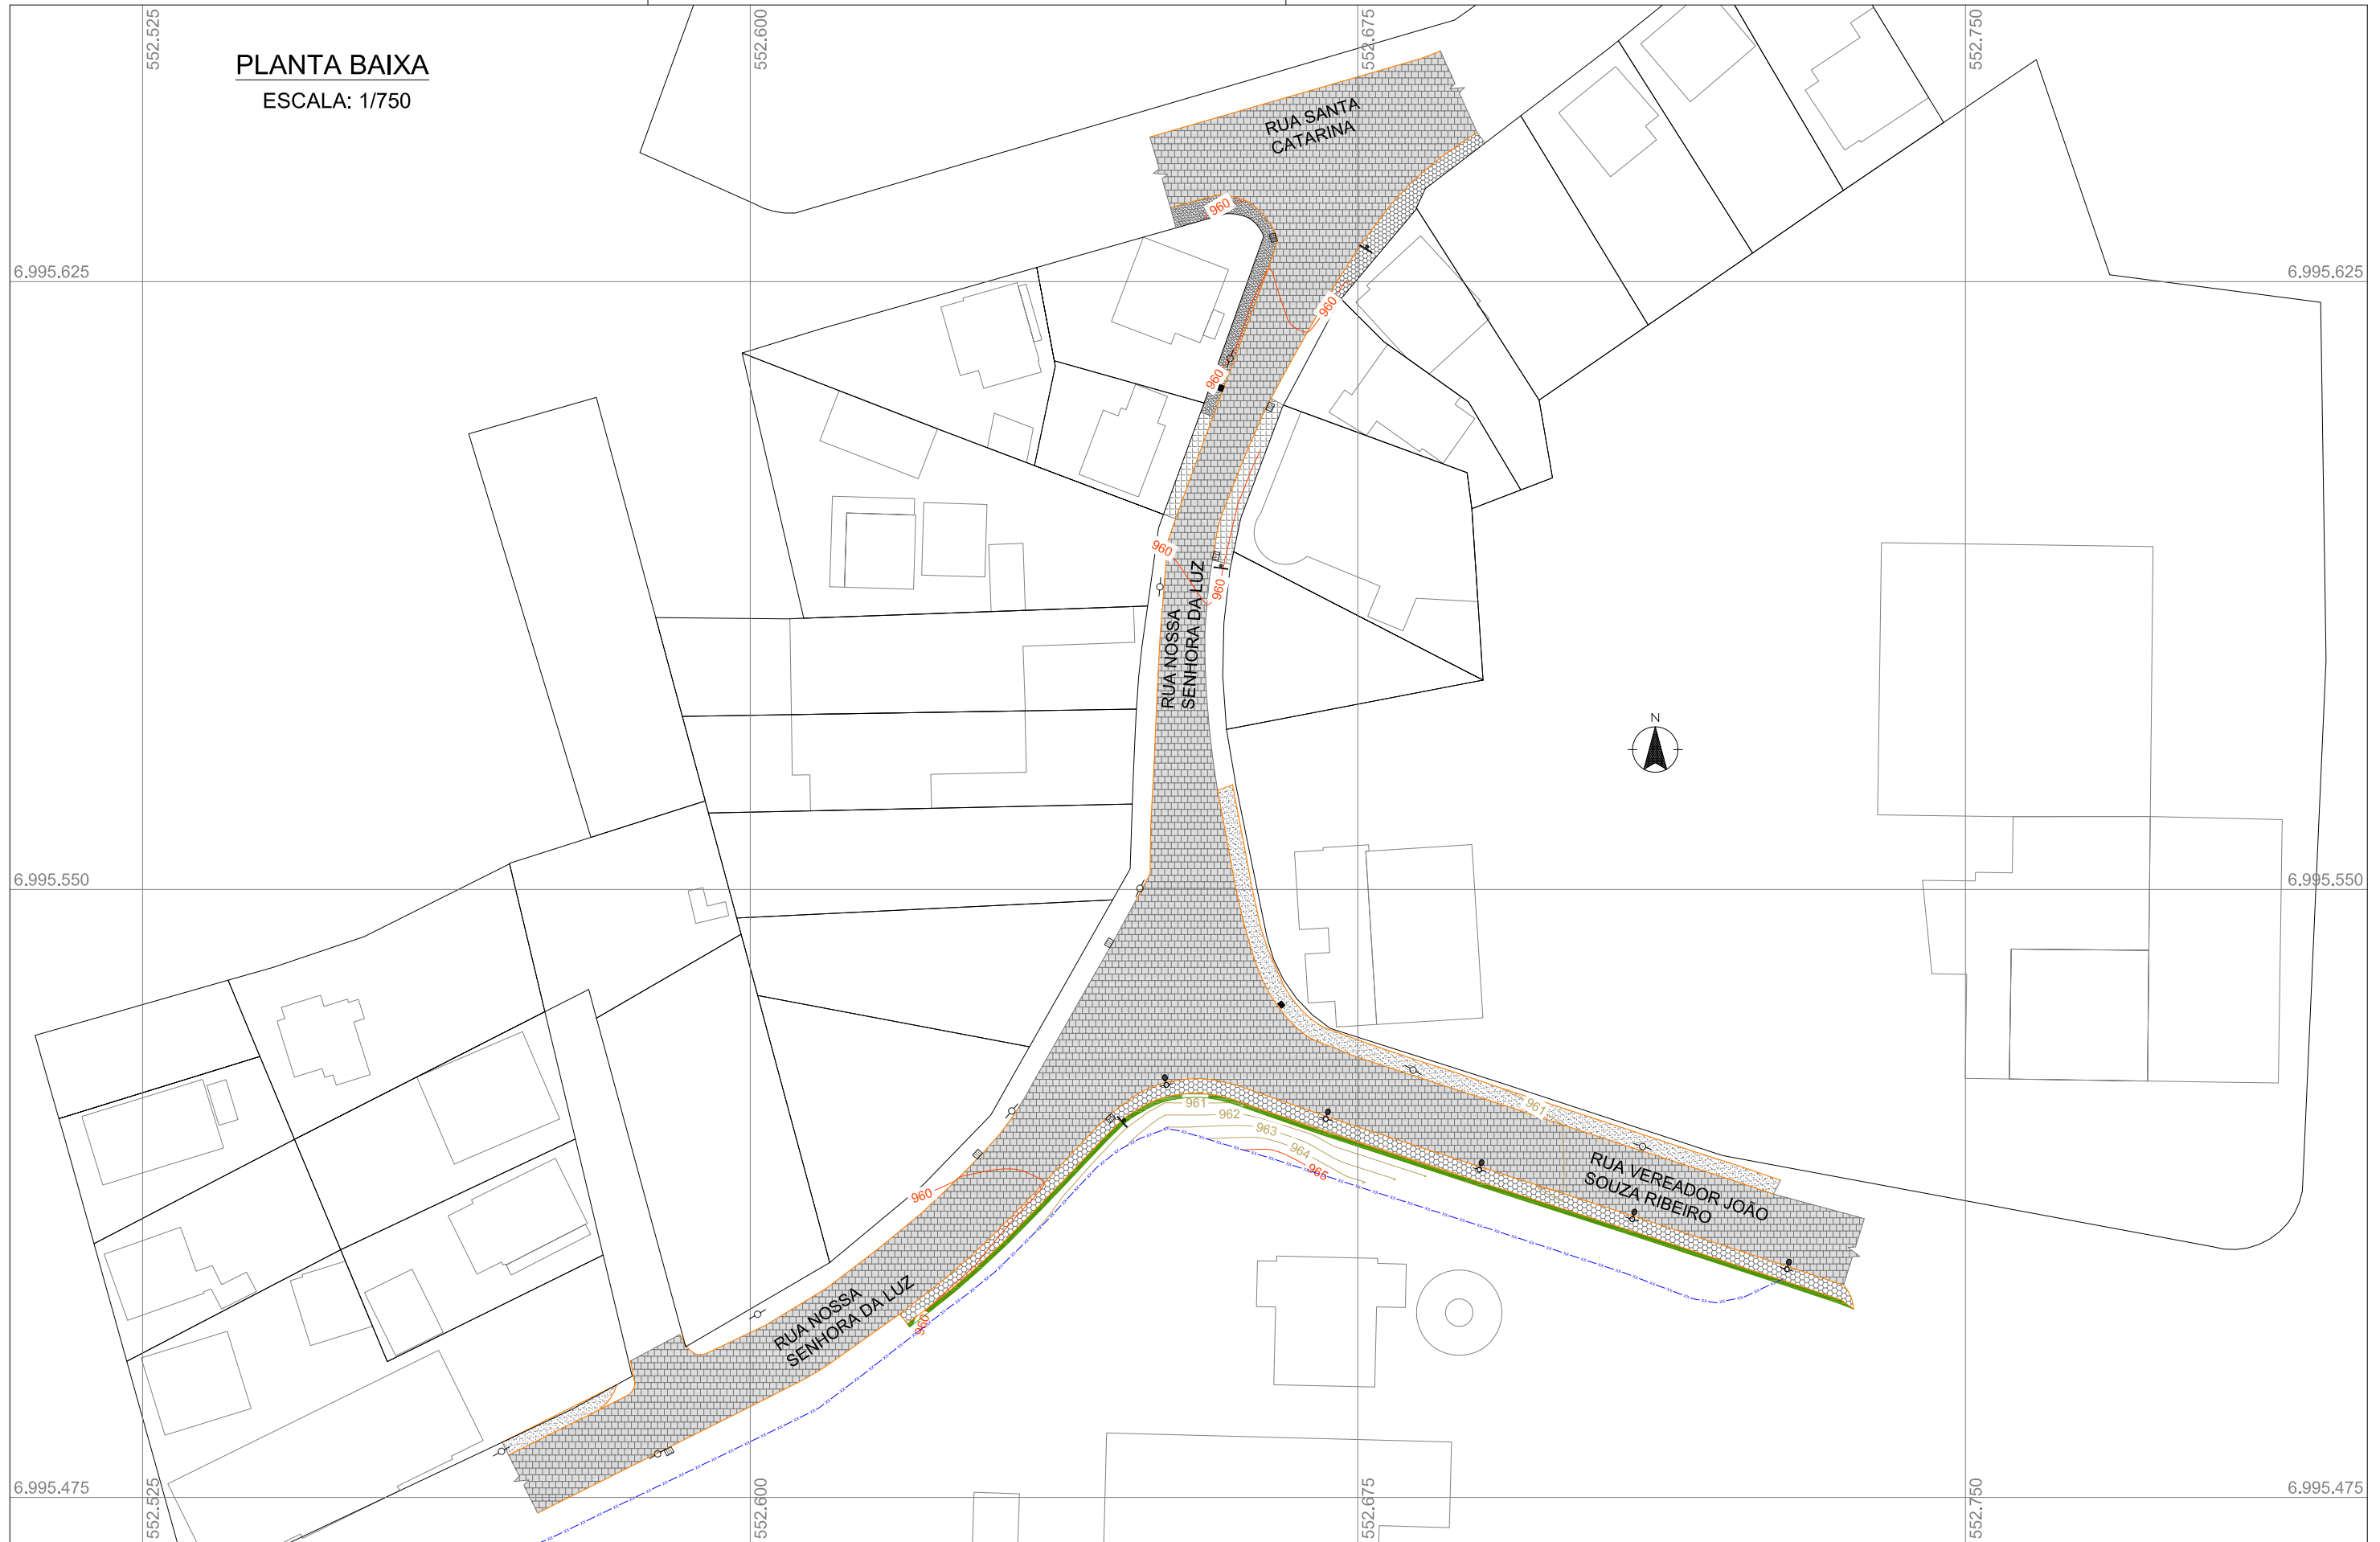 552.525
552.600
552.675
552.750
PLANTA BAIXA
ESCALA: 1/750
RUA SANTA
CATARINA
960
6.995.625
6.995.625
960
960
960
960
RUA NOSSA
SENHORA DA LUZ
N
6.995.550
6.995.550
961
962
963
964
965
961
RUA VEREADOR JOÃO
SOUZA RIBEIRO
960
RUA NOSSA
SENHORA DA LUZ
960
6.995.475
6.995.475
552.525
552.600
552.675
552.750